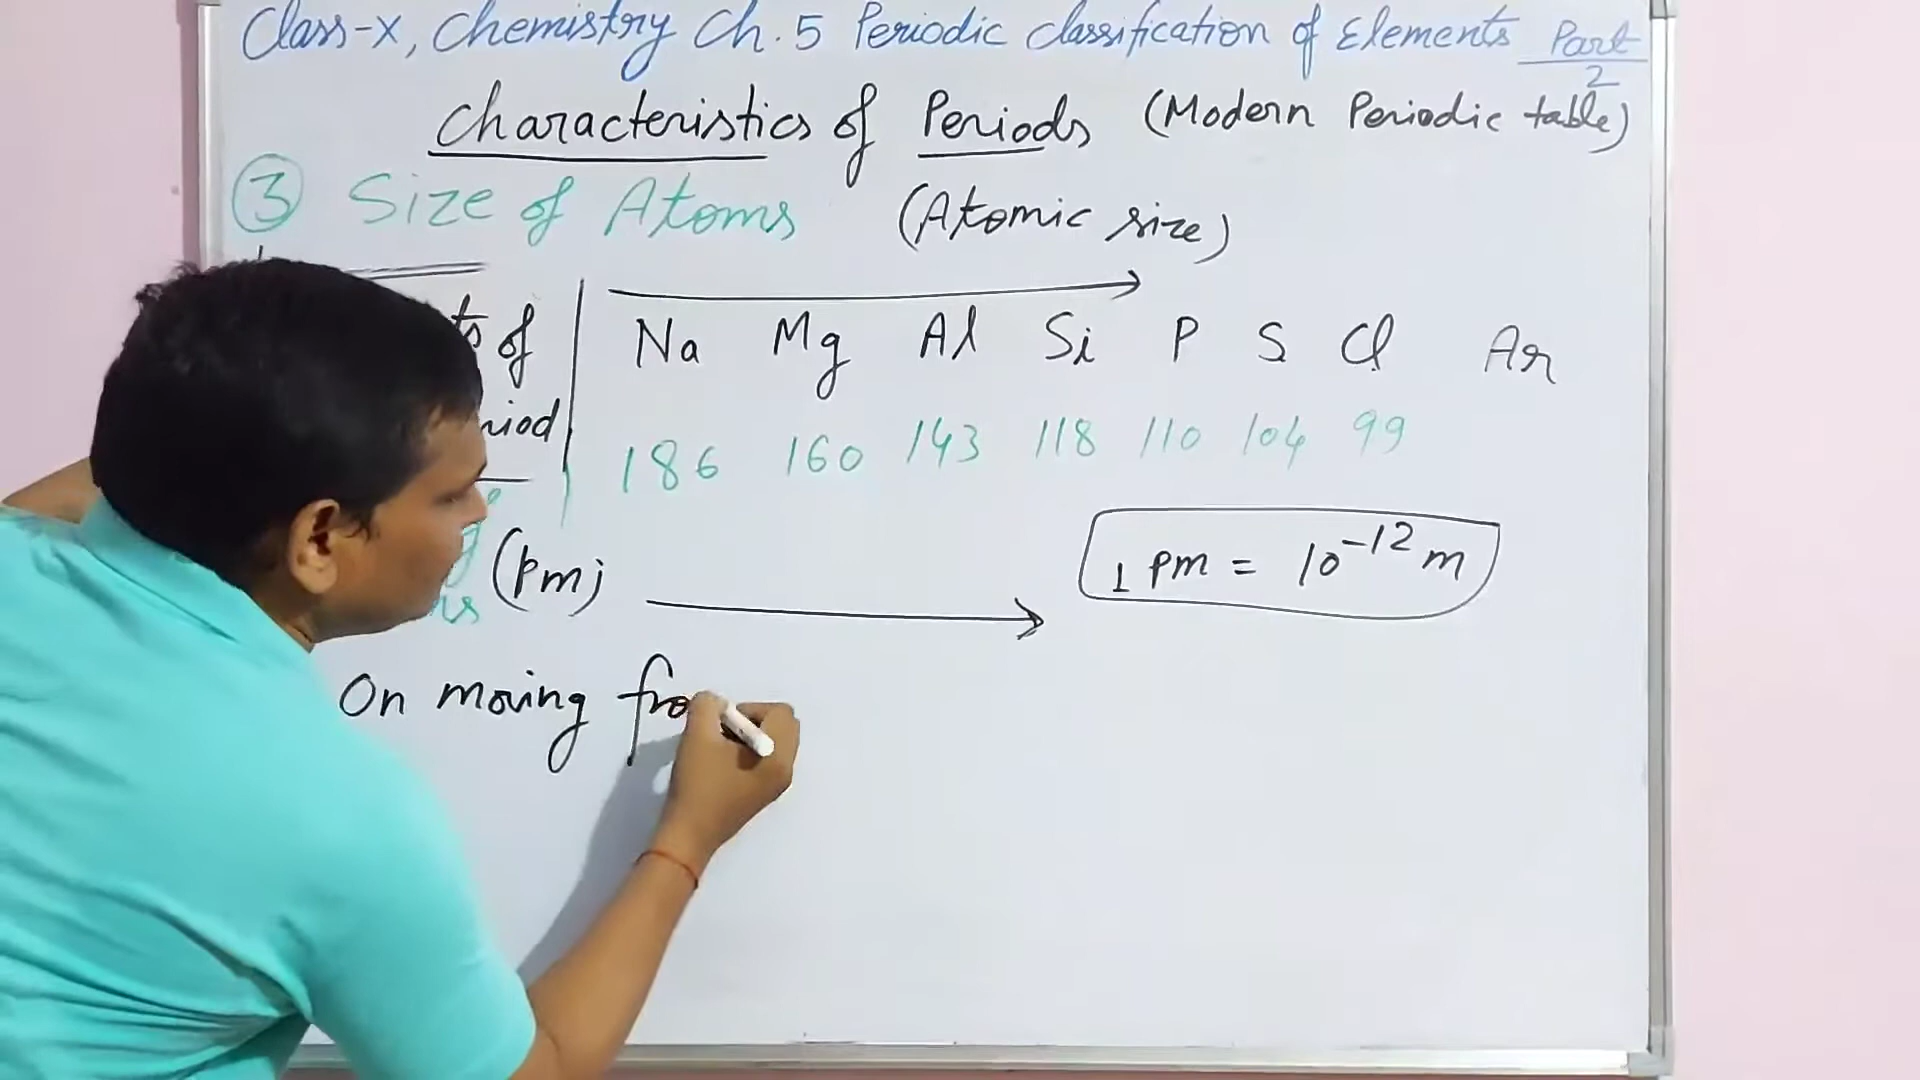 Class-X, Chemistry Ch. 5 Periodic classification of Elements Part 2
Characteristics of Periods (Modern Periodic table)
③ Size of Atoms (Atomic size)
of Na Mg Al Si P S Cl Ar
186 160 143 118 110 104 99
(pm) 1 pm = 10⁻¹² m
On moving fro